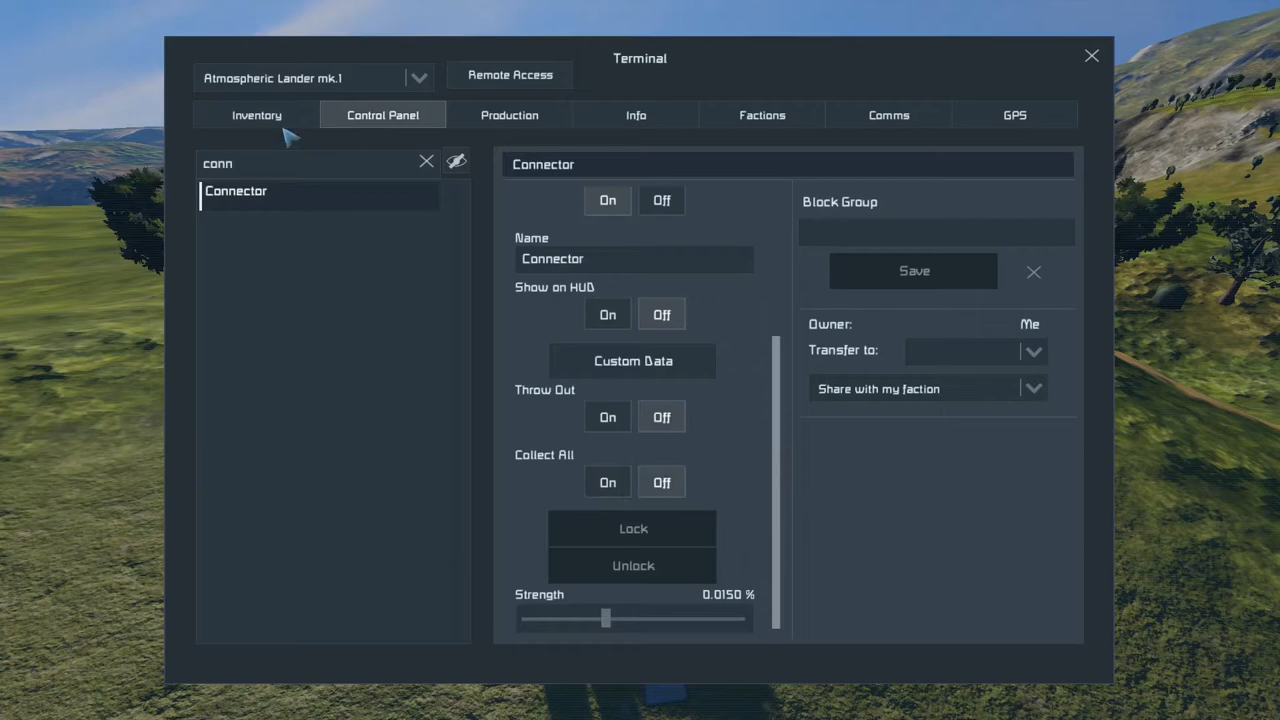 Terminal
Atmospheric Lander mk.1
Remote Access
Inventory
Control Panel
Production
Info
Factions
Comms
GPS
conn
Connector
Connector
On
Off
Name
Connector
Show on HUD
On
Off
Custom Data
Throw Out
On
Off
Collect All
On
Off
Lock
Unlock
Strength
0.0150 %
Block Group
Save
Owner:
Me
Transfer to:
Share with my faction